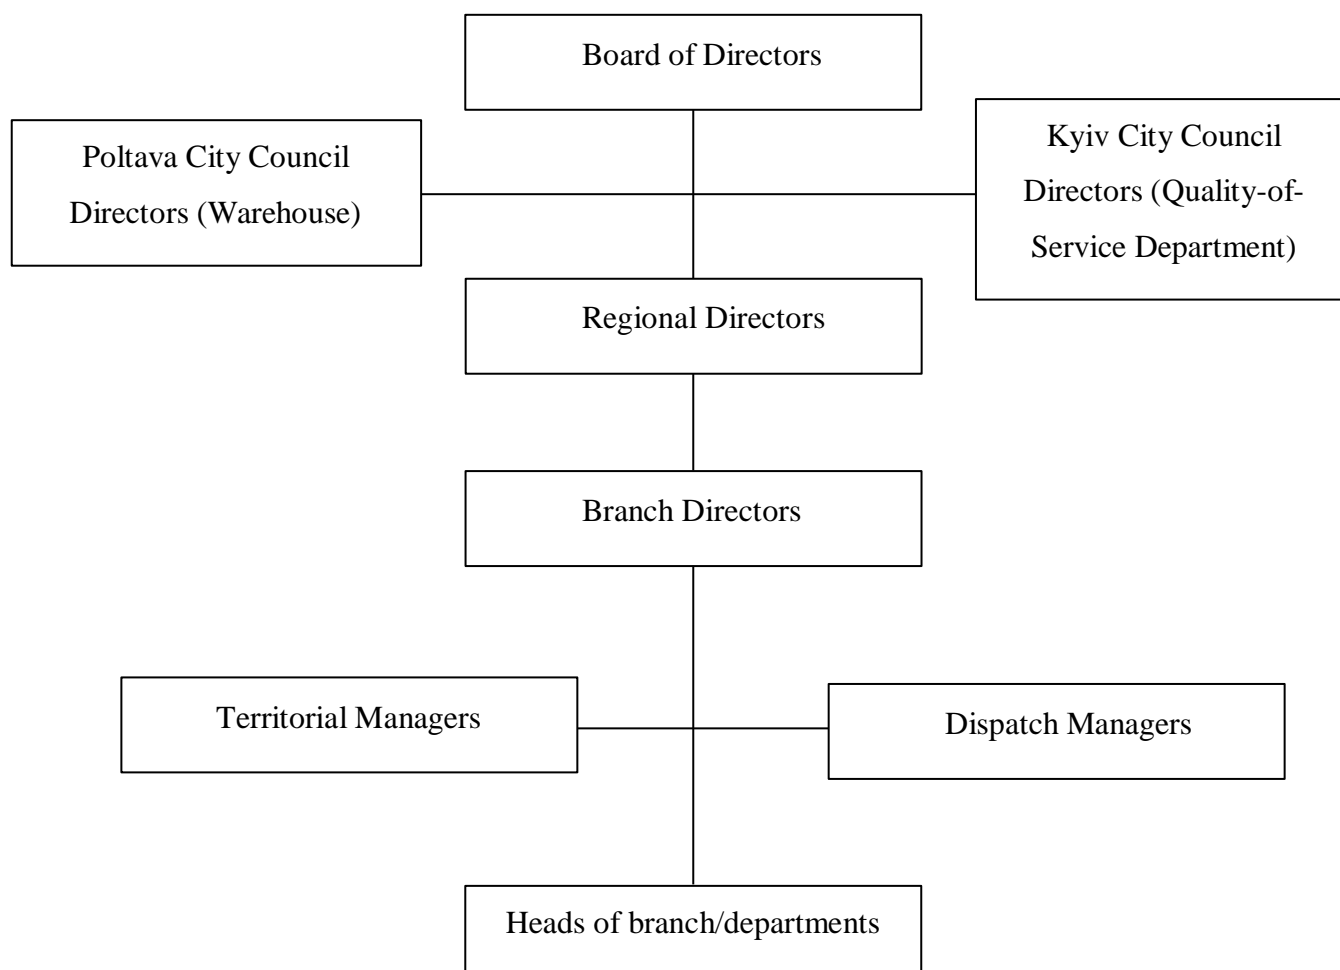 Board of Directors
Poltava City Council
Directors (Warehouse)
Kyiv City Council
Directors (Quality-of-
Service Department)
Regional Directors
Branch Directors
Territorial Managers
Dispatch Managers
Heads of branch/departments